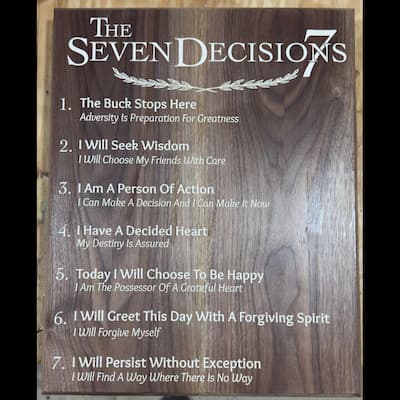 The
Seven Decisions 7
1. The Buck Stops Here
Adversity Is Preparation For Greatness
2. I Will Seek Wisdom
I Will Choose My Friends With Care
3. I Am A Person Of Action
I Can Make A Decision And I Can Make It Now
4. I Have A Decided Heart
My Destiny Is Assured
5. Today I Will Choose To Be Happy
I Am The Possessor Of A Grateful Heart
6. I Will Greet This Day With A Forgiving Spirit
I Will Forgive Myself
7. I Will Persist Without Exception
I Will Find A Way Where There Is No Way